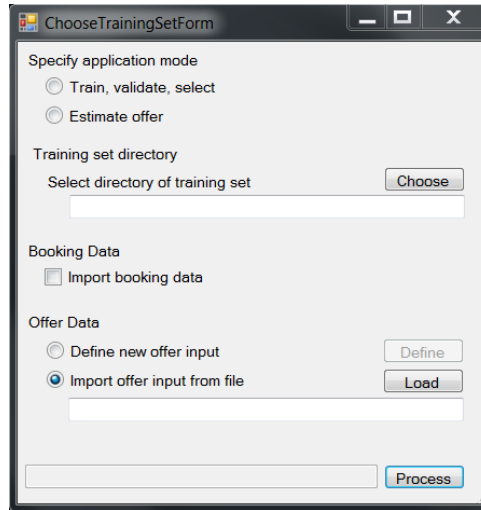 ChooseTrainingSetForm
Specify application mode
Train, validate, select
Estimate offer
Training set directory
Select directory of training set Choose
Booking Data
Import booking data
Offer Data
Define new offer input Define
Import offer input from file Load
Process